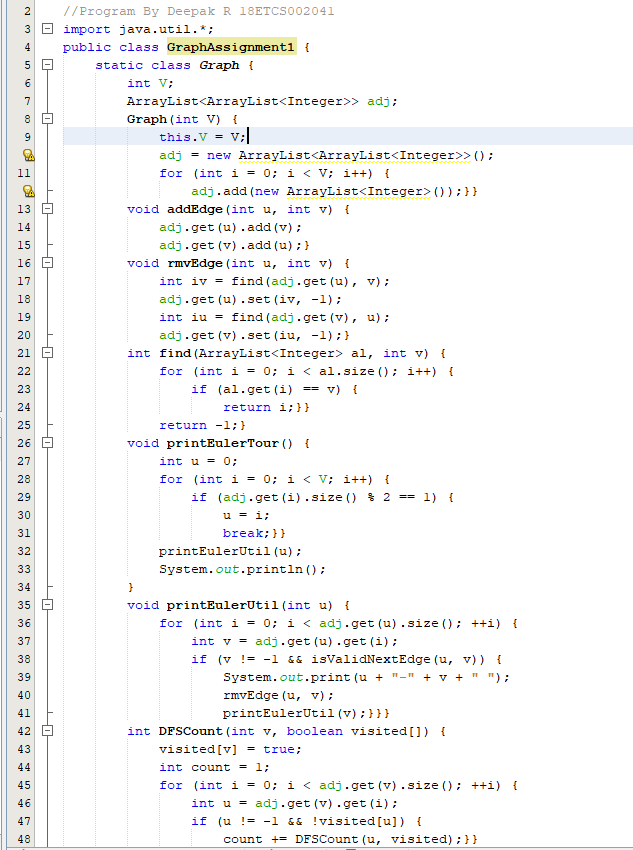 2 //Program By Deepak R 18ETCS002041
3 import java.util.*;
4 public class GraphAssignment1 {
5 static class Graph {
6 int V;
7 ArrayList<ArrayList<Integer>> adj;
8 Graph(int V) {
9 this.V = V;
adj = new ArrayList<ArrayList<Integer>>();
11 for (int i = 0; i < V; i++) {
adj.add(new ArrayList<Integer>());}}
13 void addEdge(int u, int v) {
14 adj.get(u).add(v);
15 adj.get(v).add(u);}
16 void rmvEdge(int u, int v) {
17 int iv = find(adj.get(u), v);
18 adj.get(u).set(iv, -1);
19 int iu = find(adj.get(v), u);
20 adj.get(v).set(iu, -1);}
21 int find(ArrayList<Integer> al, int v) {
22 for (int i = 0; i < al.size(); i++) {
23 if (al.get(i) == v) {
24 return i;}}
25 return -1;}
26 void printEulerTour() {
27 int u = 0;
28 for (int i = 0; i < V; i++) {
29 if (adj.get(i).size() % 2 == 1) {
30 u = i;
31 break;}}
32 printEulerUtil(u);
33 System.out.println();
34 }
35 void printEulerUtil(int u) {
36 for (int i = 0; i < adj.get(u).size(); ++i) {
37 int v = adj.get(u).get(i);
38 if (v != -1 && isValidNextEdge(u, v)) {
39 System.out.print(u + "-" + v + " ");
40 rmvEdge(u, v);
41 printEulerUtil(v);}}}
42 int DFSCount(int v, boolean visited[]) {
43 visited[v] = true;
44 int count = 1;
45 for (int i = 0; i < adj.get(v).size(); ++i) {
46 int u = adj.get(v).get(i);
47 if (u != -1 && !visited[u]) {
48 count += DFSCount(u, visited);}}